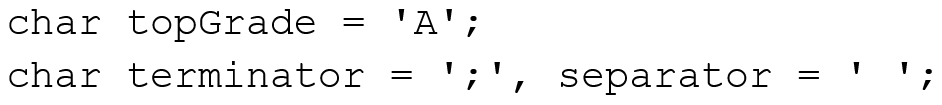 char topGrade = 'A';
char terminator = ';', separator = ' ';